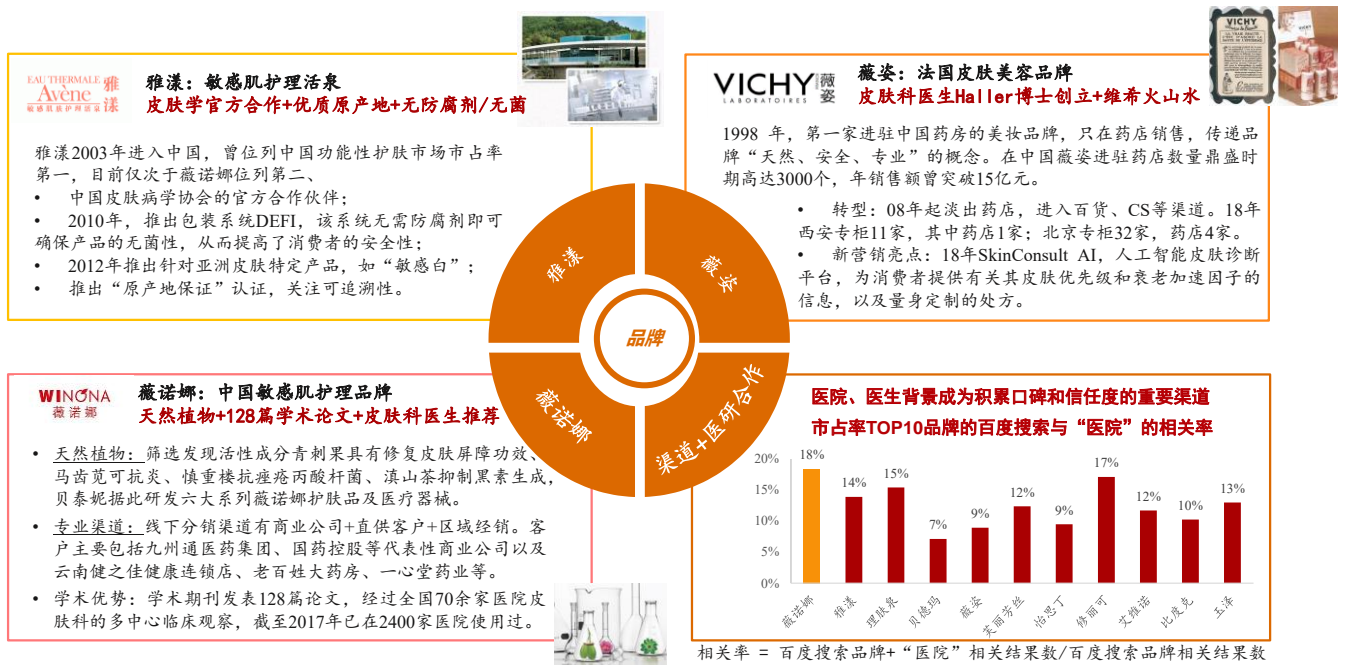 EAU THERMALE
Avène
雅漾
敏感肌肤护理活泉
雅漾：敏感肌护理活泉
皮肤学官方合作+优质原产地+无防腐剂/无菌
雅漾2003年进入中国，曾位列中国功能性护肤市场市占率
第一，目前仅次于薇诺娜位列第二、
• 中国皮肤病学协会的官方合作伙伴；
• 2010年，推出包装系统DEFI，该系统无需防腐剂即可
确保产品的无菌性，从而提高了消费者的安全性；
• 2012年推出针对亚洲皮肤特定产品，如“敏感白”；
• 推出“原产地保证”认证，关注可追溯性。
VICHY
LABORATOIRES
薇姿
薇姿：法国皮肤美容品牌
皮肤科医生Haller博士创立+维希火山水
VICHY
VICHY
1998 年，第一家进驻中国药房的美妆品牌，只在药店销售，传递品
牌“天然、安全、专业”的概念。在中国薇姿进驻药店数量鼎盛时
期高达3000个，年销售额曾突破15亿元。
• 转型：08年起淡出药店，进入百货、CS等渠道。18年
西安专柜11家，其中药店1家；北京专柜32家，药店4家。
• 新营销亮点：18年SkinConsult AI，人工智能皮肤诊断
平台，为消费者提供有关其皮肤优先级和衰老加速因子的
信息，以及量身定制的处方。
雅漾
薇姿
品牌
薇诺娜
渠道+医研合作
WINONA
薇诺娜
薇诺娜：中国敏感肌护理品牌
天然植物+128篇学术论文+皮肤科医生推荐
• 天然植物：筛选发现活性成分青刺果具有修复皮肤屏障功效、
马齿苋可抗炎、慎重楼抗痤疮丙酸杆菌、滇山茶抑制黑素生成，
贝泰妮据此研发六大系列薇诺娜护肤品及医疗器械。
• 专业渠道：线下分销渠道有商业公司+直供客户+区域经销。客
户主要包括九州通医药集团、国药控股等代表性商业公司以及
云南健之佳健康连锁店、老百姓大药房、一心堂药业等。
• 学术优势：学术期刊发表128篇论文，经过全国70余家医院皮
肤科的多中心临床观察，截至2017年已在2400家医院使用过。
医院、医生背景成为积累口碑和信任度的重要渠道
市占率TOP10品牌的百度搜索与“医院”的相关率
20%
15%
10%
5%
0%
18%
14%
15%
7%
9%
12%
9%
17%
12%
10%
13%
薇诺娜
雅漾
理肤泉
贝德玛
薇姿
芙丽芳丝
怡思丁
修丽可
艾维诺
比度克
玉泽
相关率 = 百度搜索品牌+“医院”相关结果数/百度搜索品牌相关结果数